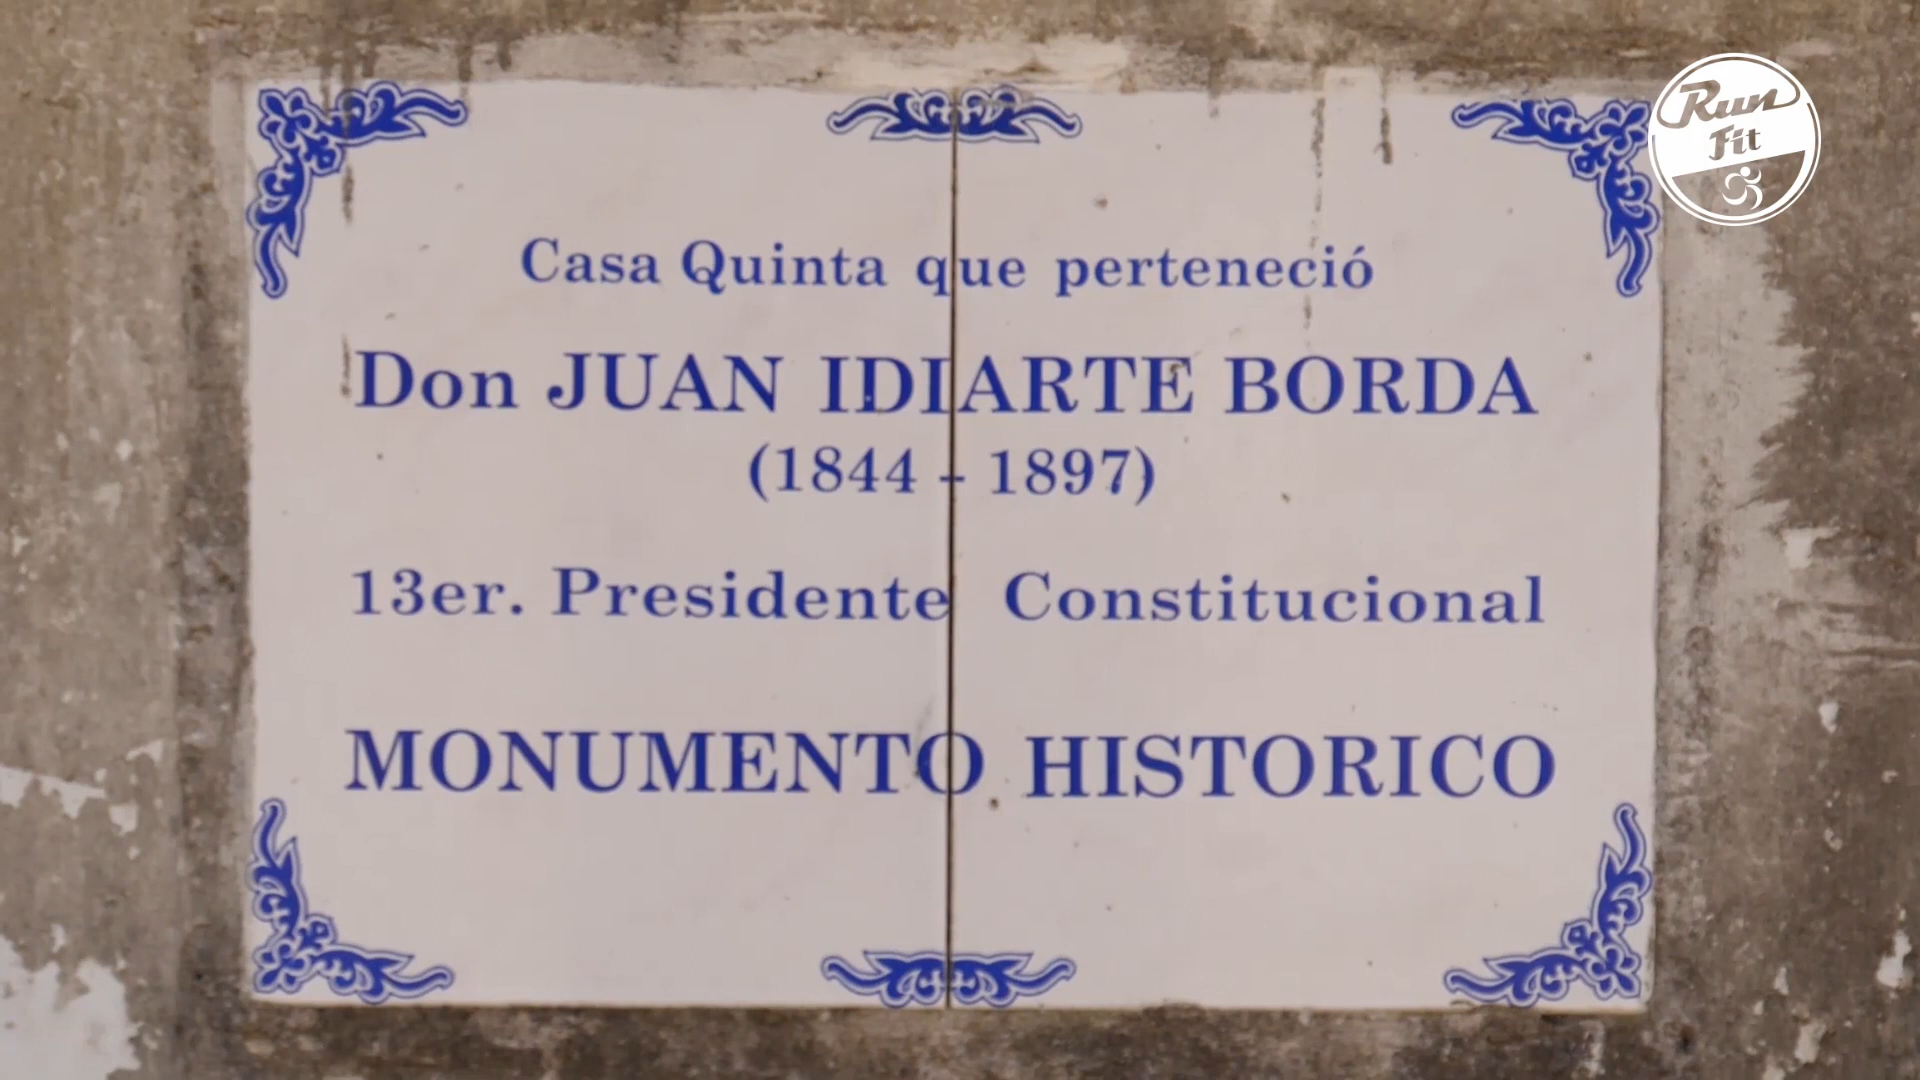 Run
Fit
Casa Quinta que perteneció
Don JUAN IDIARTE BORDA
(1844 - 1897)
13er. Presidente Constitucional
MONUMENTO HISTORICO